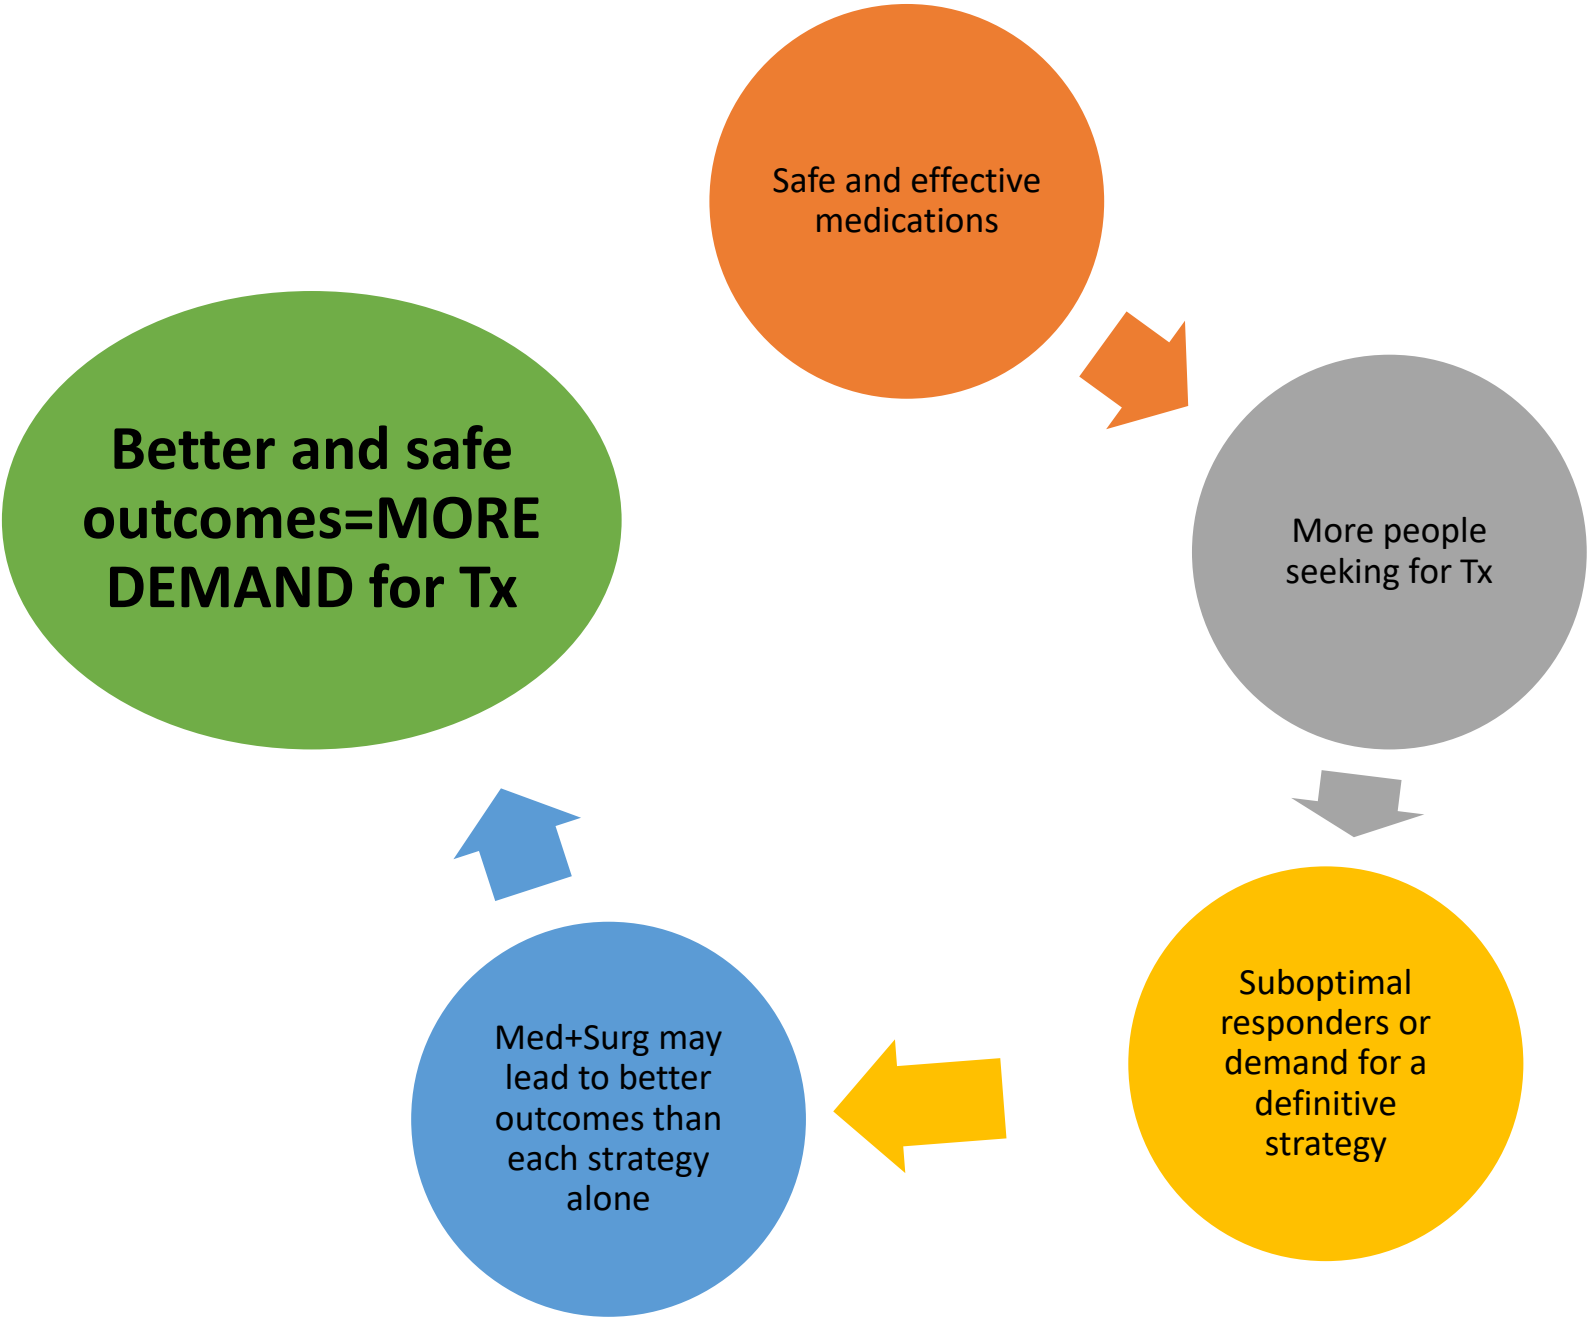 Safe and effective
medications
More people
seeking for Tx
Suboptimal
responders or
demand for a
definitive
strategy
Med+Surg may
lead to better
outcomes than
each strategy
alone
Better and safe
outcomes=MORE
DEMAND for Tx